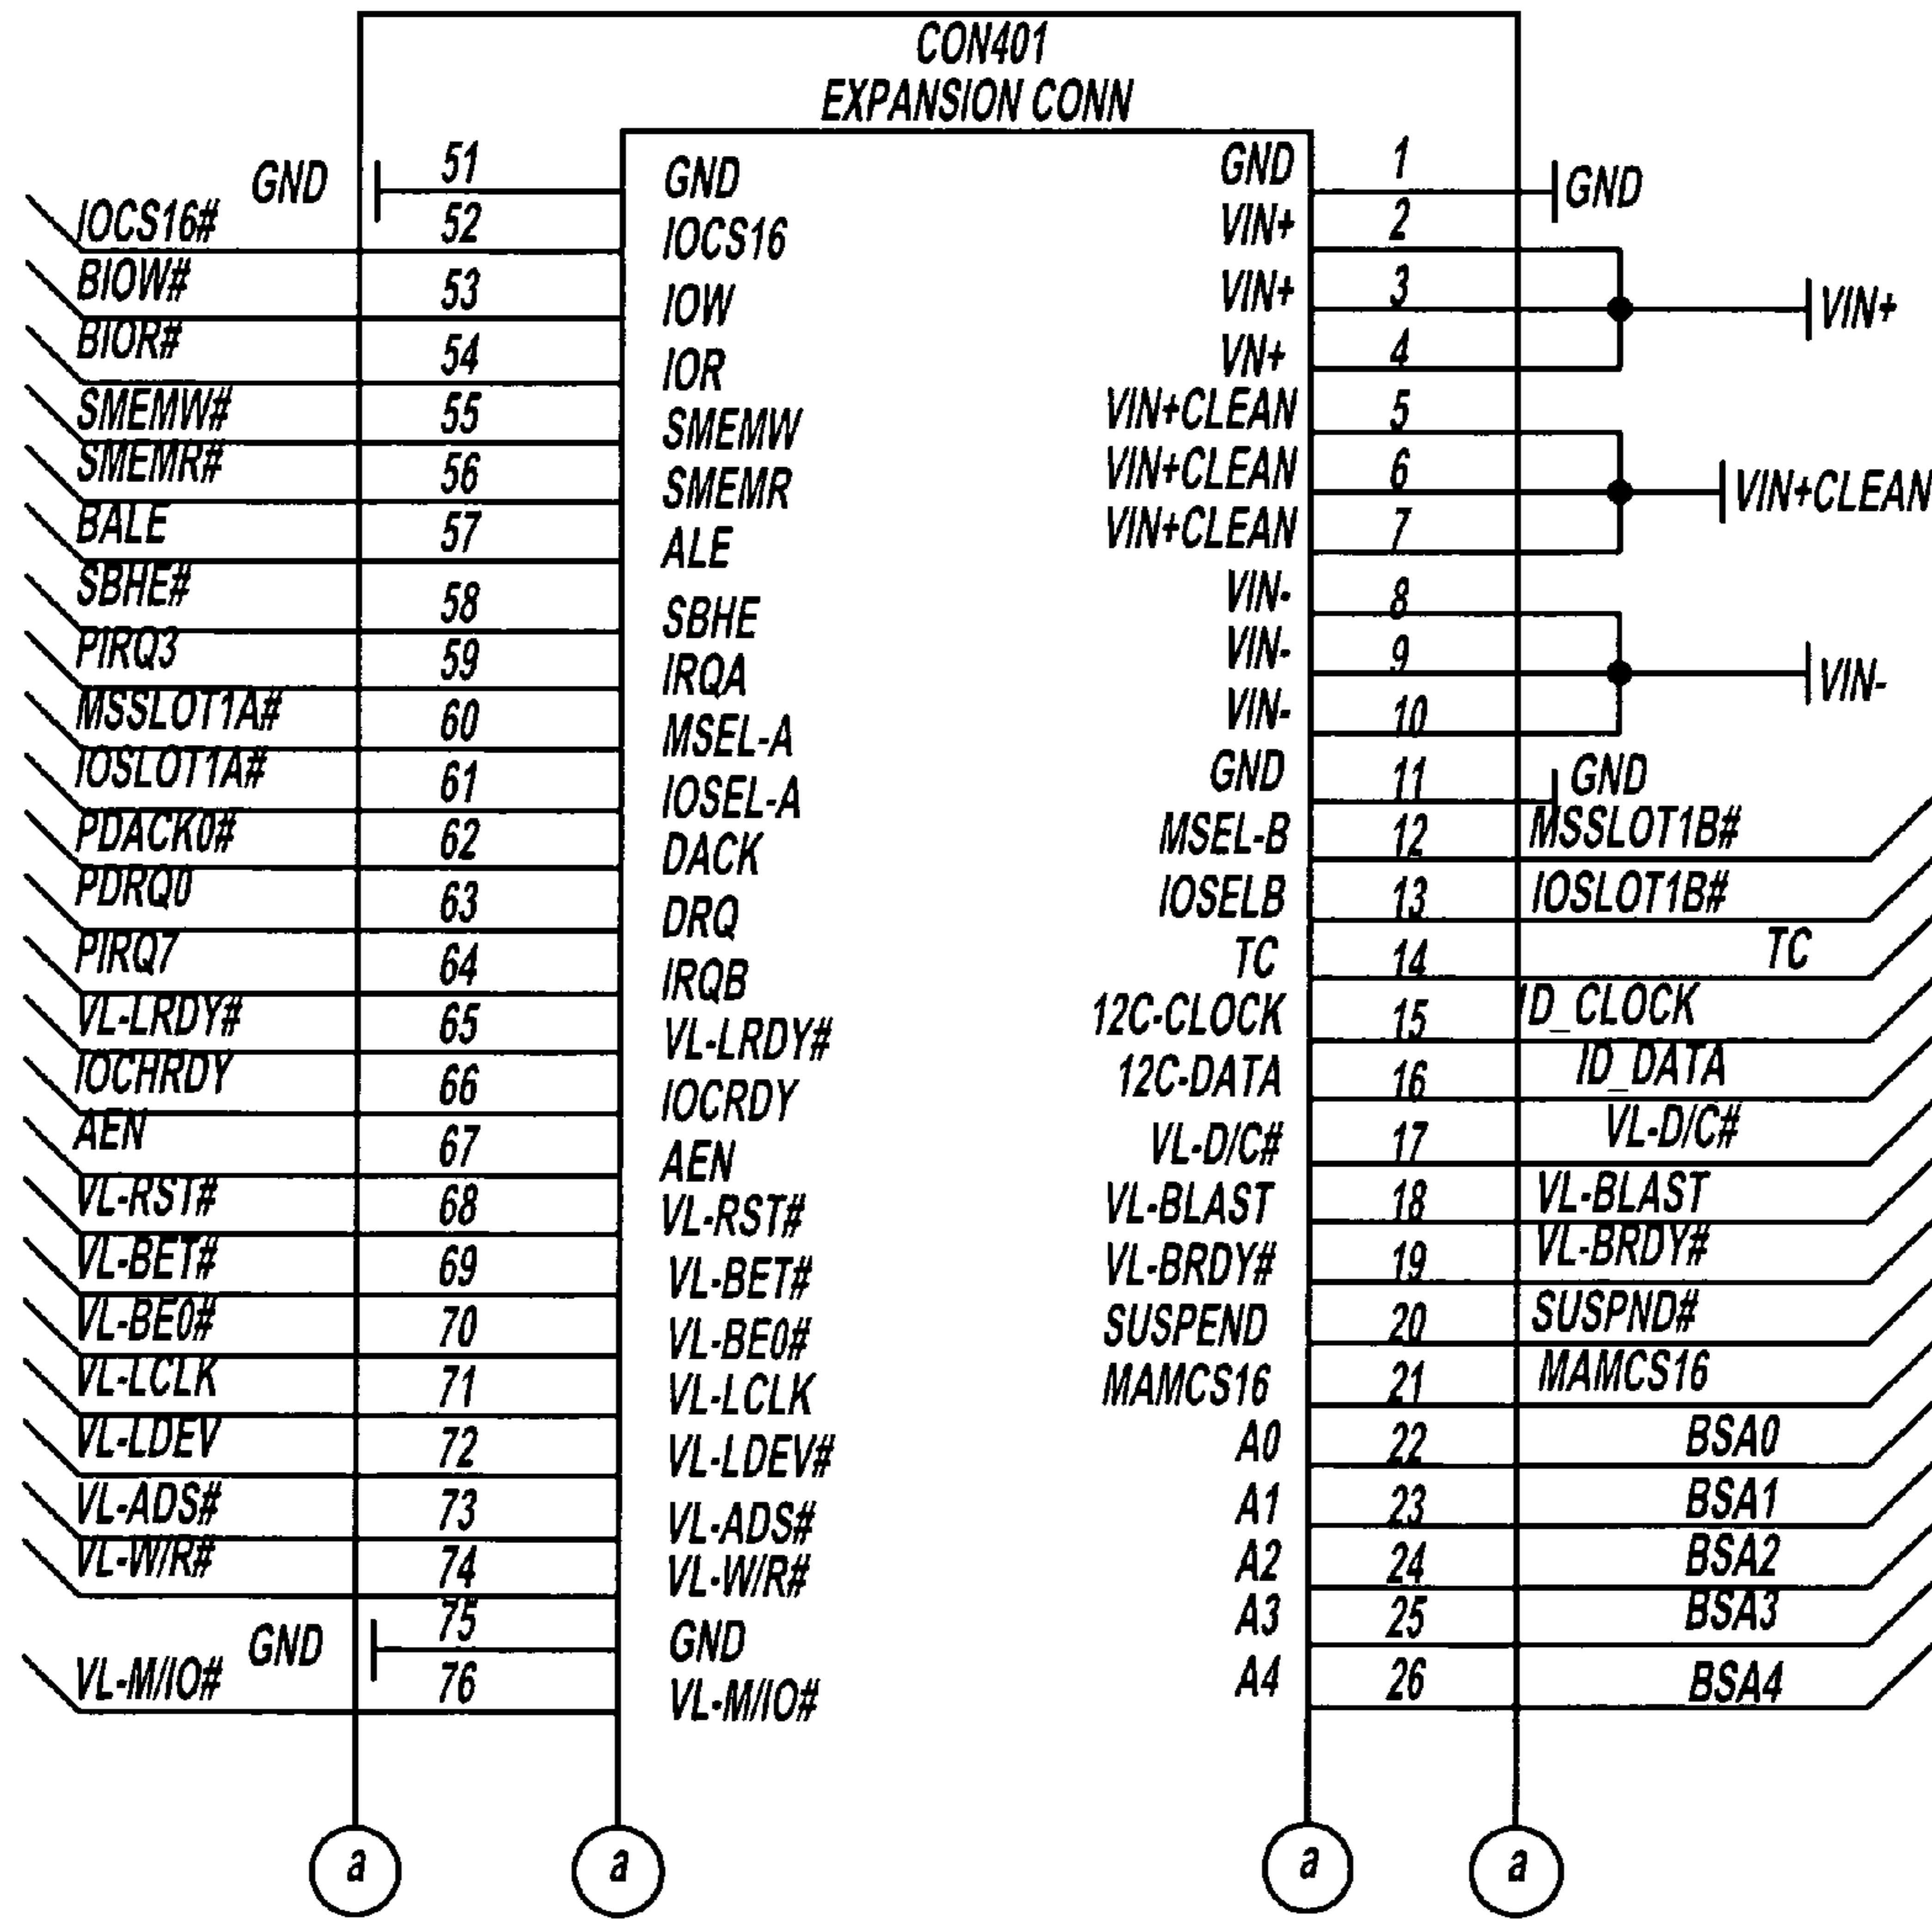 CON401
EXPANSION CONN
GND 51 GND GND 1 GND
IOCS16# 52 IOCS16 VIN+ 2
BIOW# 53 IOW VIN+ 3 VIN+
BIOR# 54 IOR VN+ 4
SMEMW# 55 SMEMW VIN+CLEAN 5
SMEMR# 56 SMEMR VIN+CLEAN 6 VIN+CLEAN
BALE 57 ALE VIN+CLEAN 7
SBHE# 58 SBHE VIN- 8
PIRQ3 59 IRQA VIN- 9 VIN-
MSSLOT1A# 60 MSEL-A VIN- 10
IOSLOT1A# 61 IOSEL-A GND 11 GND
PDACK0# 62 DACK MSEL-B 12 MSSLOT1B#
PDRQ0 63 DRQ IOSELB 13 IOSLOT1B#
PIRQ7 64 IRQB TC 14 TC
VL-LRDY# 65 VL-LRDY# 12C-CLOCK 15 ID_CLOCK
IOCHRDY 66 IOCRDY 12C-DATA 16 ID_DATA
AEN 67 AEN VL-D/C# 17 VL-D/C#
VL-RST# 68 VL-RST# VL-BLAST 18 VL-BLAST
VL-BET# 69 VL-BET# VL-BRDY# 19 VL-BRDY#
VL-BE0# 70 VL-BE0# SUSPEND 20 SUSPND#
VL-LCLK 71 VL-LCLK MAMCS16 21 MAMCS16
VL-LDEV 72 VL-LDEV# A0 22 BSA0
VL-ADS# 73 VL-ADS# A1 23 BSA1
VL-W/R# 74 VL-W/R# A2 24 BSA2
GND 75 GND A3 25 BSA3
VL-M/IO# 76 VL-M/IO# A4 26 BSA4
a a a a